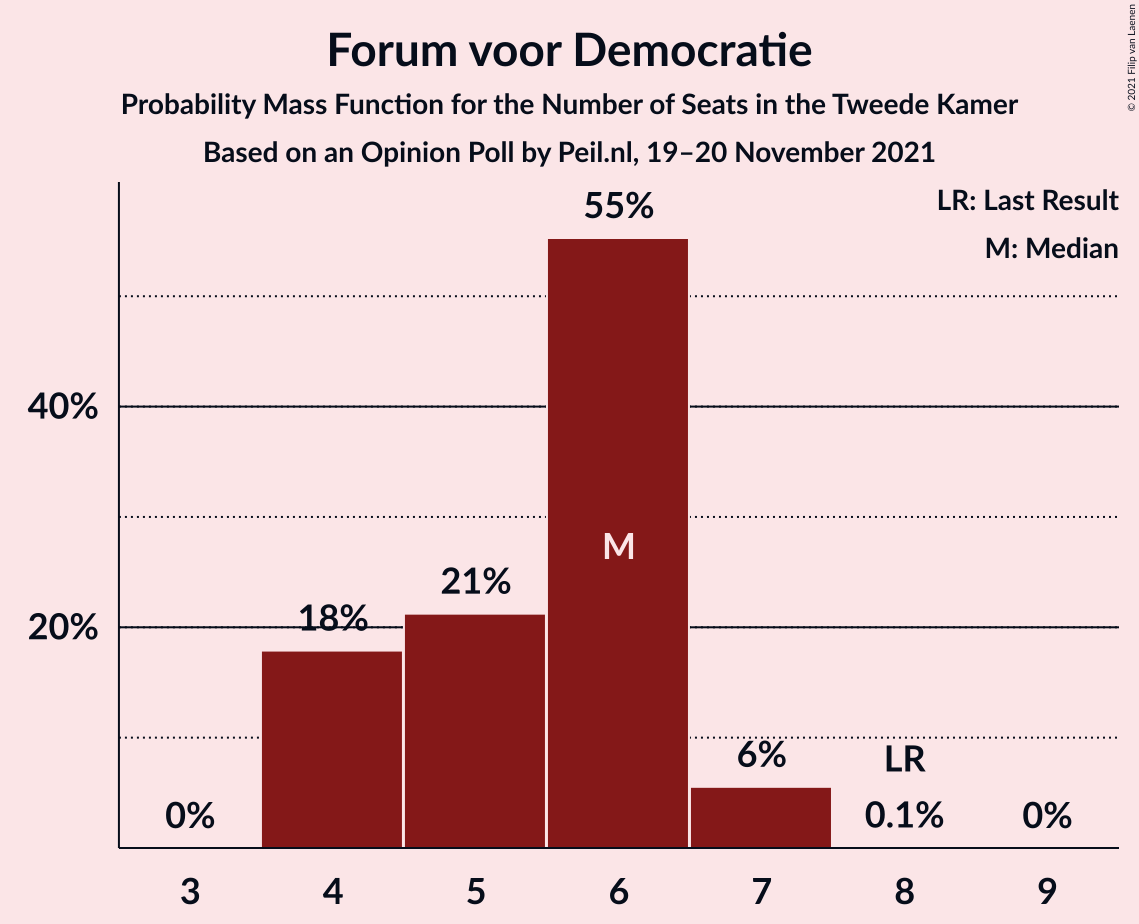 Forum voor Democratie
Probability Mass Function for the Number of Seats in the Tweede Kamer
Based on an Opinion Poll by Peil.nl, 19–20 November 2021
© 2021 Filip van Laenen
LR: Last Result
M: Median
55%
40%
M
21%
18%
20%
6%
LR
0%
0.1%
0%
3 4 5 6 7 8 9